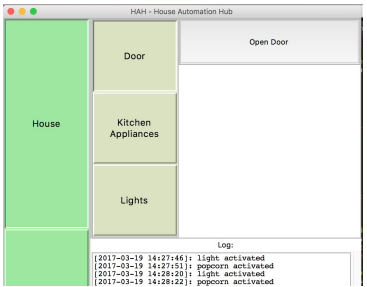 HAH - House Automation Hub
House
Door
Kitchen
Appliances
Lights
Open Door
Log:
[2017-03-19 14:27:46]: light activated
[2017-03-19 14:27:51]: popcorn activated
[2017-03-19 14:28:20]: light activated
[2017-03-19 14:28:22]: popcorn activated